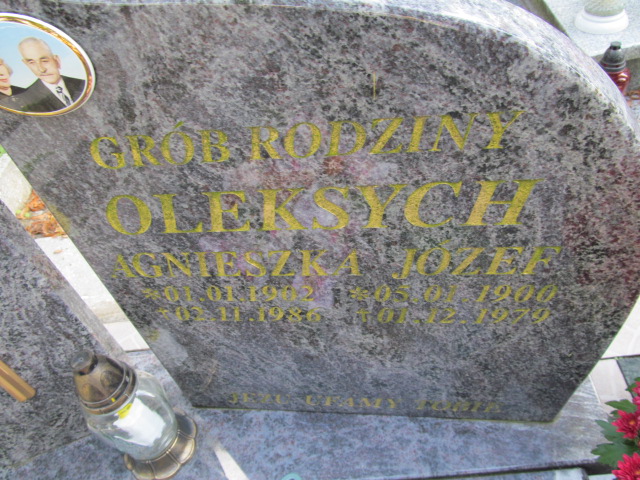 GRÓB RODZINY
OLEKSYCH
AGNIESZKA JÓZEF
*01.01.1902 *05.01.1900
+02.11.1986 +01.12.1979
JEZU UFAMY TOBIE